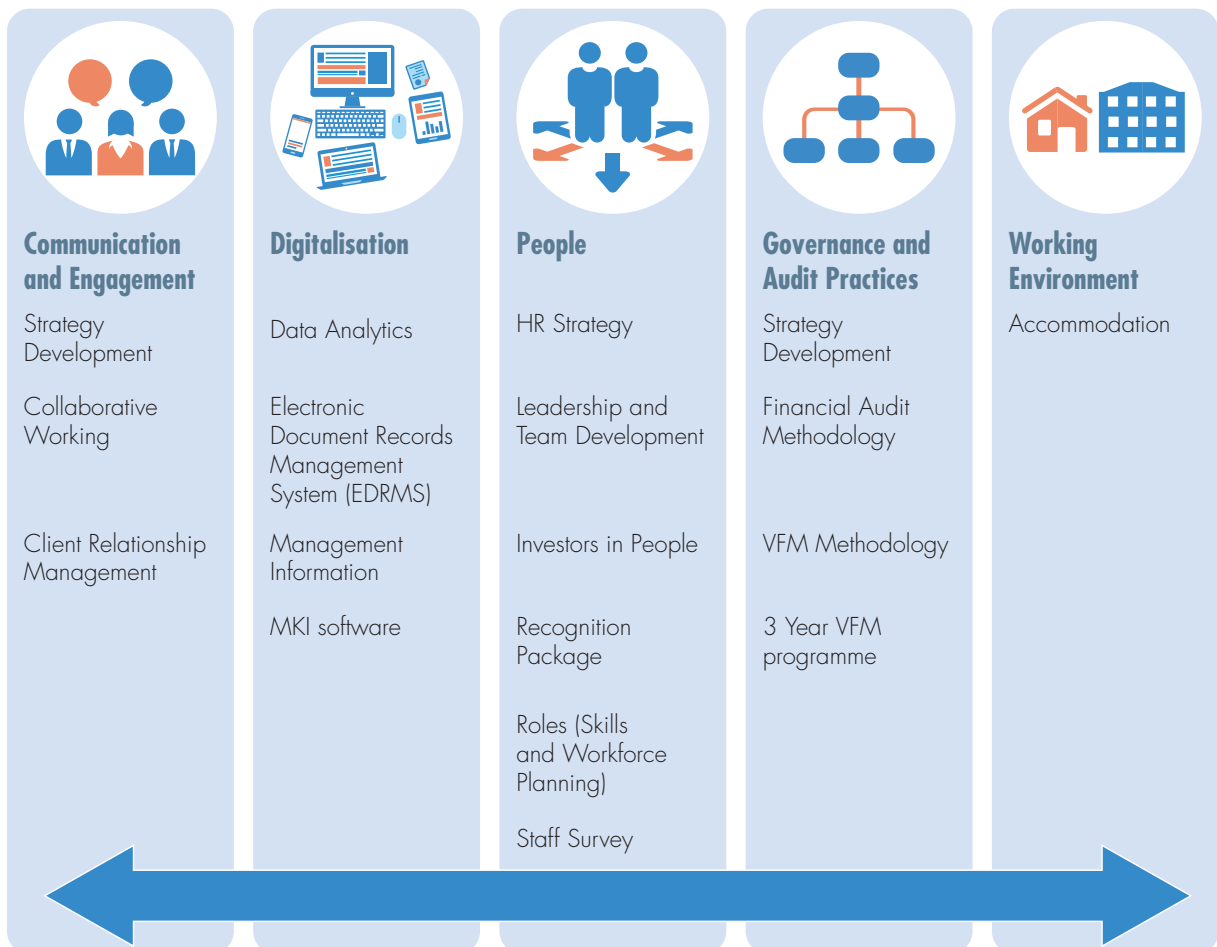 Communication
and Engagement
Strategy
Development
Collaborative
Working
Client Relationship
Management
Digitalisation
Data Analytics
Electronic
Document Records
Management
System (EDRMS)
Management
Information
MKI software
People
HR Strategy
Leadership and
Team Development
Investors in People
Recognition
Package
Roles (Skills
and Workforce
Planning)
Staff Survey
Governance and
Audit Practices
Strategy
Development
Financial Audit
Methodology
VFM Methodology
3 Year VFM
programme
Working
Environment
Accommodation